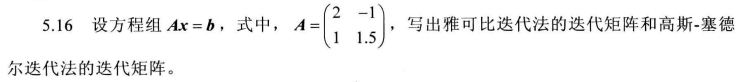 5.16 设方程组 Ax = b，式中，A = (2 -1; 1 1.5)，写出雅可比迭代法的迭代矩阵和高斯-塞德
尔迭代法的迭代矩阵。